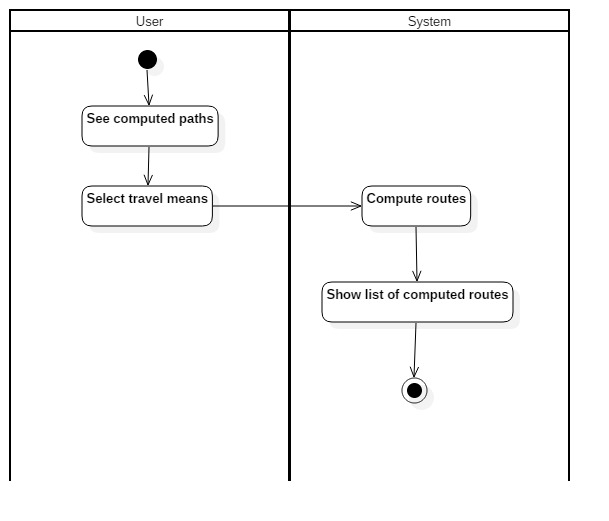 User
System
See computed paths
Select travel means
Compute routes
Show list of computed routes